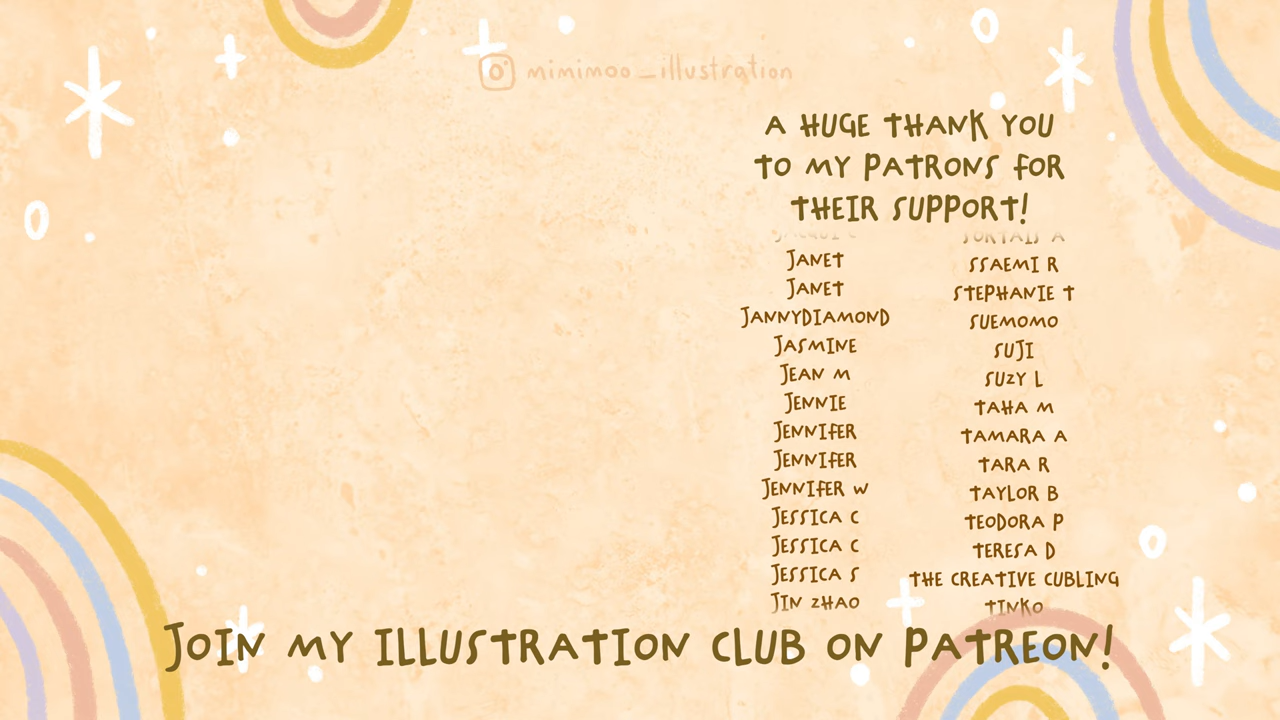 mimimoo_illustration
A HUGE THANK YOU
TO MY PATRONS FOR
THEIR SUPPORT!
JANET
JANET
JANNYDIAMOND
JASMINE
JEAN M
JENNIE
JENNIFER
JENNIFER
JENNIFER W
JESSICA C
JESSICA C
JESSICA S
JIN ZHAO
SSAEMI R
STEPHANIE T
SUEMOMO
SUJI
SUZY L
TAHA M
TAMARA A
TARA R
TAYLOR B
TEODORA P
TERESA D
THE CREATIVE CUBLING
TINKO
JOIN MY ILLUSTRATION CLUB ON PATREON!